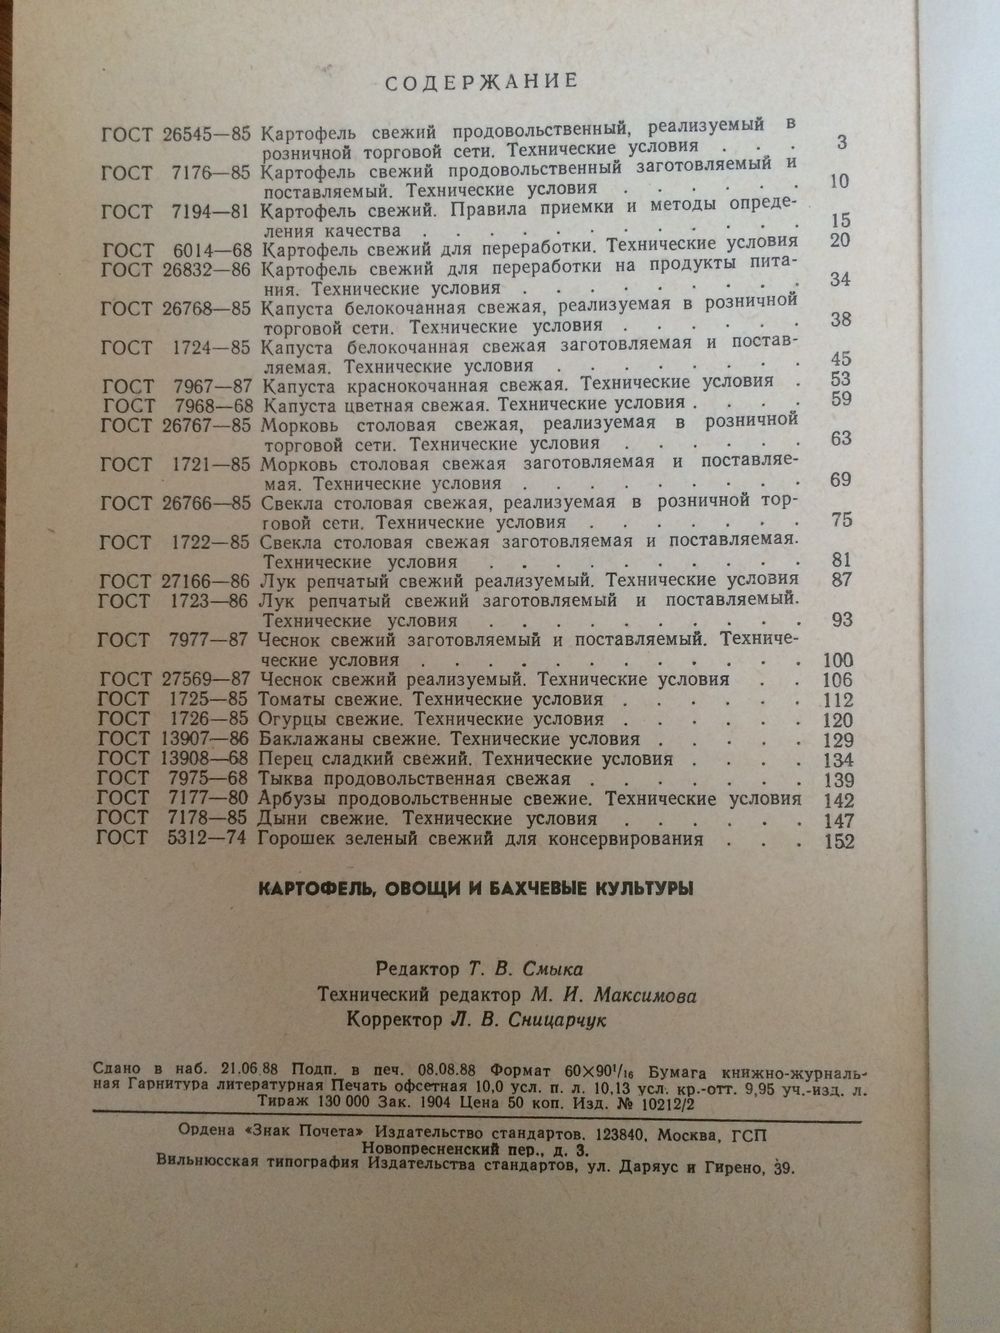 СОДЕРЖАНИЕ
ГОСТ 26545—85 Картофель свежий продовольственный, реализуемый в
розничной торговой сети. Технические условия . . . 3
ГОСТ 7176—85 Картофель свежий продовольственный заготовляемый и
поставляемый. Технические условия . . . . . . 10
ГОСТ 7194—81 Картофель свежий. Правила приемки и методы опреде-
ления качества . . . . . . . . . . . . 15
ГОСТ 6014—68 Картофель свежий для переработки. Технические условия 20
ГОСТ 26832—86 Картофель свежий для переработки на продукты пита-
ния. Технические условия . . . . . . . . . 34
ГОСТ 26768—85 Капуста белокочанная свежая, реализуемая в розничной
торговой сети. Технические условия . . . . . . 38
ГОСТ 1724—85 Капуста белокочанная свежая заготовляемая и постав-
ляемая. Технические условия . . . . . . . . 45
ГОСТ 7967—87 Капуста краснокочанная свежая. Технические условия . 53
ГОСТ 7968—68 Капуста цветная свежая. Технические условия . . . . 59
ГОСТ 26767—85 Морковь столовая свежая, реализуемая в розничной
торговой сети. Технические условия . . . . . . 63
ГОСТ 1721—85 Морковь столовая свежая заготовляемая и поставляе-
мая. Технические условия . . . . . . . . . 69
ГОСТ 26766—85 Свекла столовая свежая, реализуемая в розничной тор-
говой сети. Технические условия . . . . . . . 75
ГОСТ 1722—85 Свекла столовая свежая заготовляемая и поставляемая.
Технические условия . . . . . . . . . . 81
ГОСТ 27166—86 Лук репчатый свежий реализуемый. Технические условия 87
ГОСТ 1723—86 Лук репчатый свежий заготовляемый и поставляемый.
Технические условия . . . . . . . . . . 93
ГОСТ 7977—87 Чеснок свежий заготовляемый и поставляемый. Техниче-
ческие условия . . . . . . . . . . . . 100
ГОСТ 27569—87 Чеснок свежий реализуемый. Технические условия . . 106
ГОСТ 1725—85 Томаты свежие. Технические условия . . . . . . 112
ГОСТ 1726—85 Огурцы свежие. Технические условия . . . . . . 120
ГОСТ 13907—86 Баклажаны свежие. Технические условия . . . . . 129
ГОСТ 13908—68 Перец сладкий свежий. Технические условия . . . . 134
ГОСТ 7975—68 Тыква продовольственная свежая . . . . . . . 139
ГОСТ 7177—80 Арбузы продовольственные свежие. Технические условия 142
ГОСТ 7178—85 Дыни свежие. Технические условия . . . . . . 147
ГОСТ 5312—74 Горошек зеленый свежий для консервирования . . . 152
КАРТОФЕЛЬ, ОВОЩИ И БАХЧЕВЫЕ КУЛЬТУРЫ
Редактор Т. В. Смыка
Технический редактор М. И. Максимова
Корректор Л. В. Сницарчук
Сдано в наб. 21.06.88 Подп. в печ. 08.08.88 Формат 60×90¹/₁₆ Бумага книжно-журналь-
ная Гарнитура литературная Печать офсетная 10,0 усл. п. л. 10,13 усл. кр.-отт. 9,95 уч.-изд. л.
Тираж 130 000 Зак. 1904 Цена 50 коп. Изд. № 10212/2
Ордена «Знак Почета» Издательство стандартов. 123840, Москва, ГСП
Новопресненский пер., д. 3.
Вильнюсская типография Издательства стандартов, ул. Даряус и Гирено, 39.